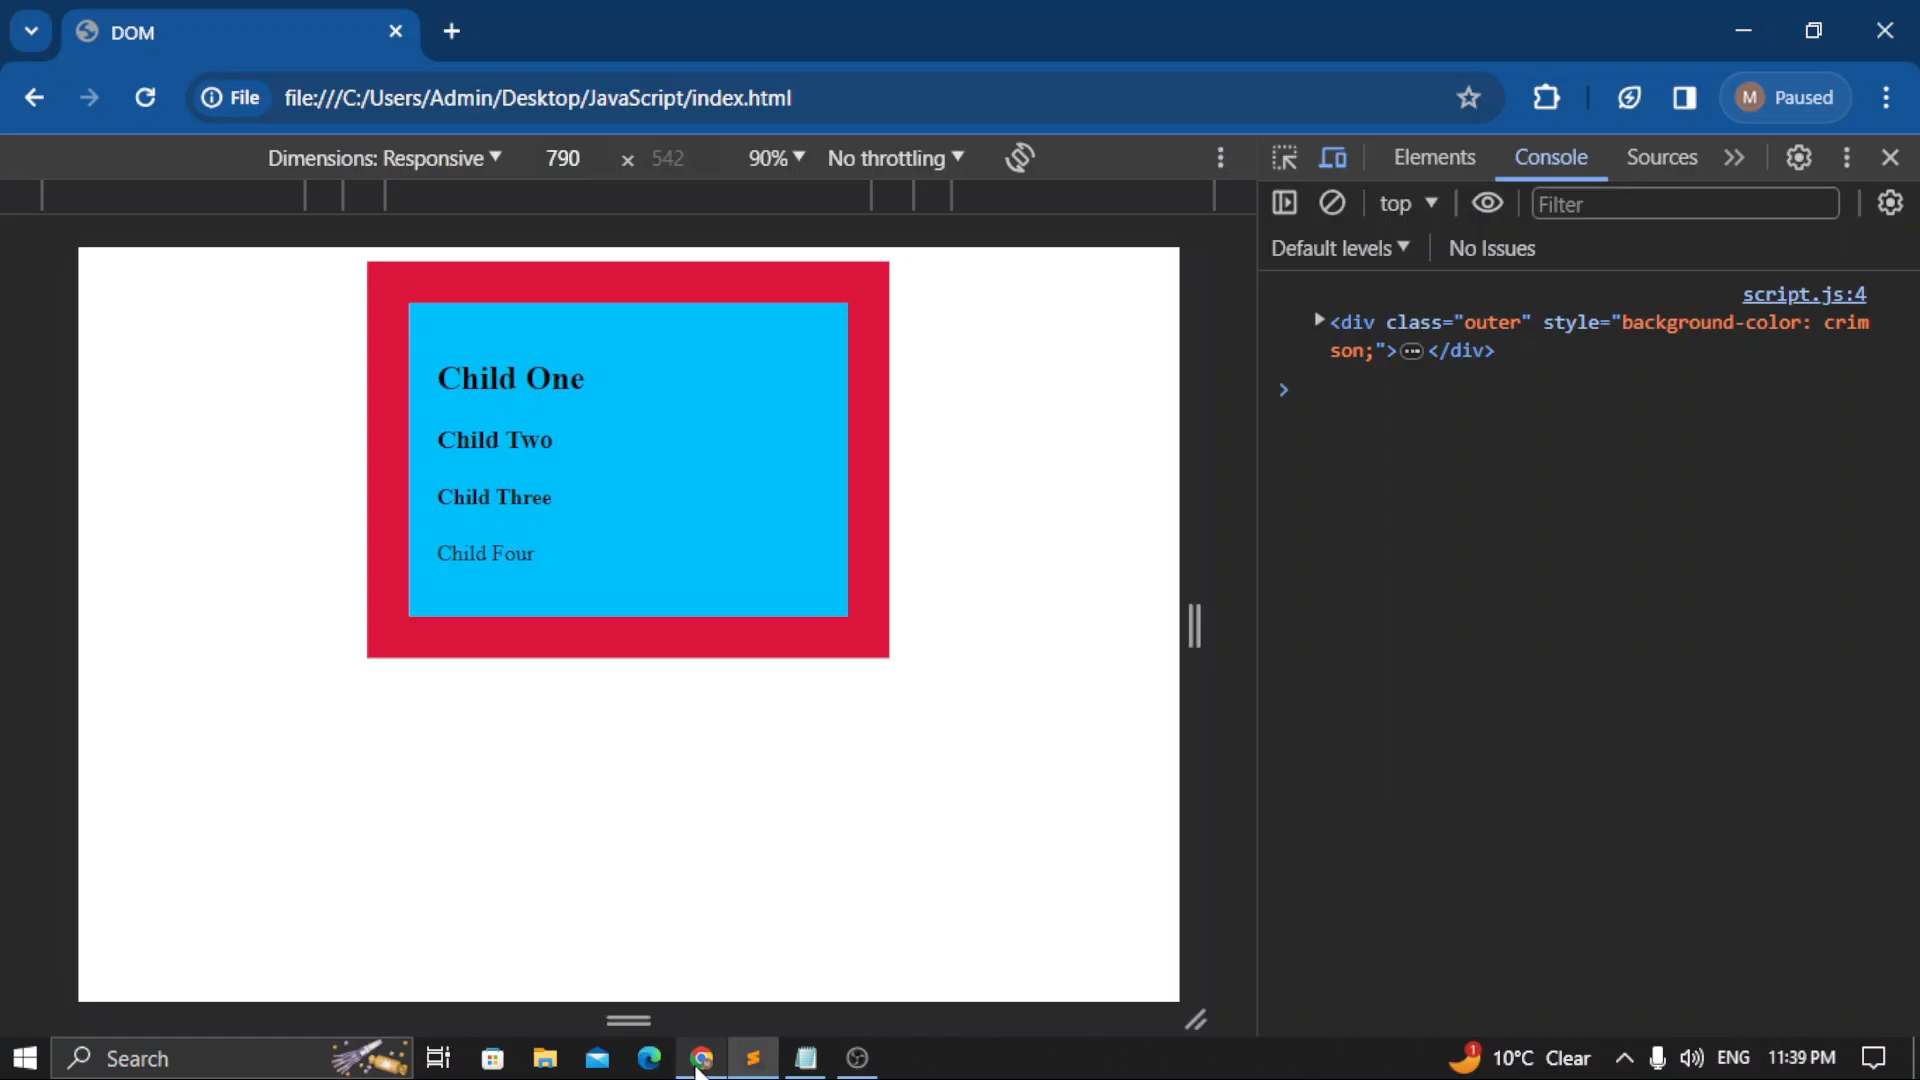 DOM
File
file:///C:/Users/Admin/Desktop/JavaScript/index.html
M Paused
Dimensions: Responsive 790 x 542 90% No throttling
Elements Console Sources
top Filter
Default levels No Issues
script.js:4
<div class="outer" style="background-color: crim
son;">…</div>
Child One
Child Two
Child Three
Child Four
Search
1 10°C Clear ENG 11:39 PM